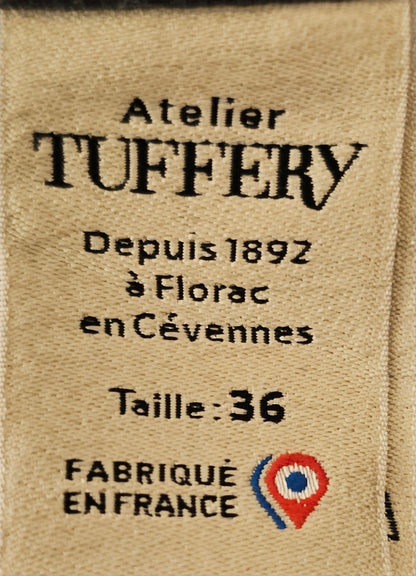 Atelier
TUFFERY
Depuis 1892
à Florac
en Cévennes
Taille : 36
FABRIQUÉ
EN FRANCE